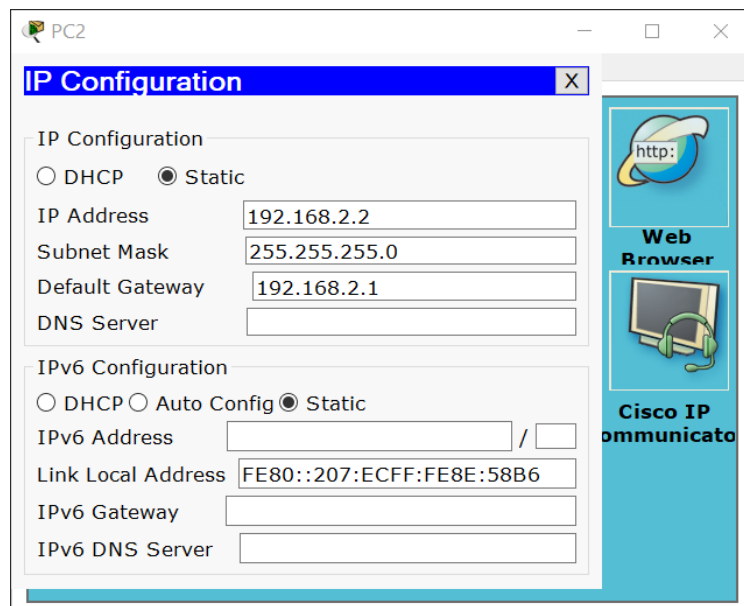 PC2
IP Configuration
X
IP Configuration
DHCP Static
IP Address 192.168.2.2
Subnet Mask 255.255.255.0
Default Gateway 192.168.2.1
DNS Server
IPv6 Configuration
DHCP Auto Config Static
IPv6 Address /
Link Local Address FE80::207:ECFF:FE8E:58B6
IPv6 Gateway
IPv6 DNS Server
http:
Web
Browser
Cisco IP
ommunicato